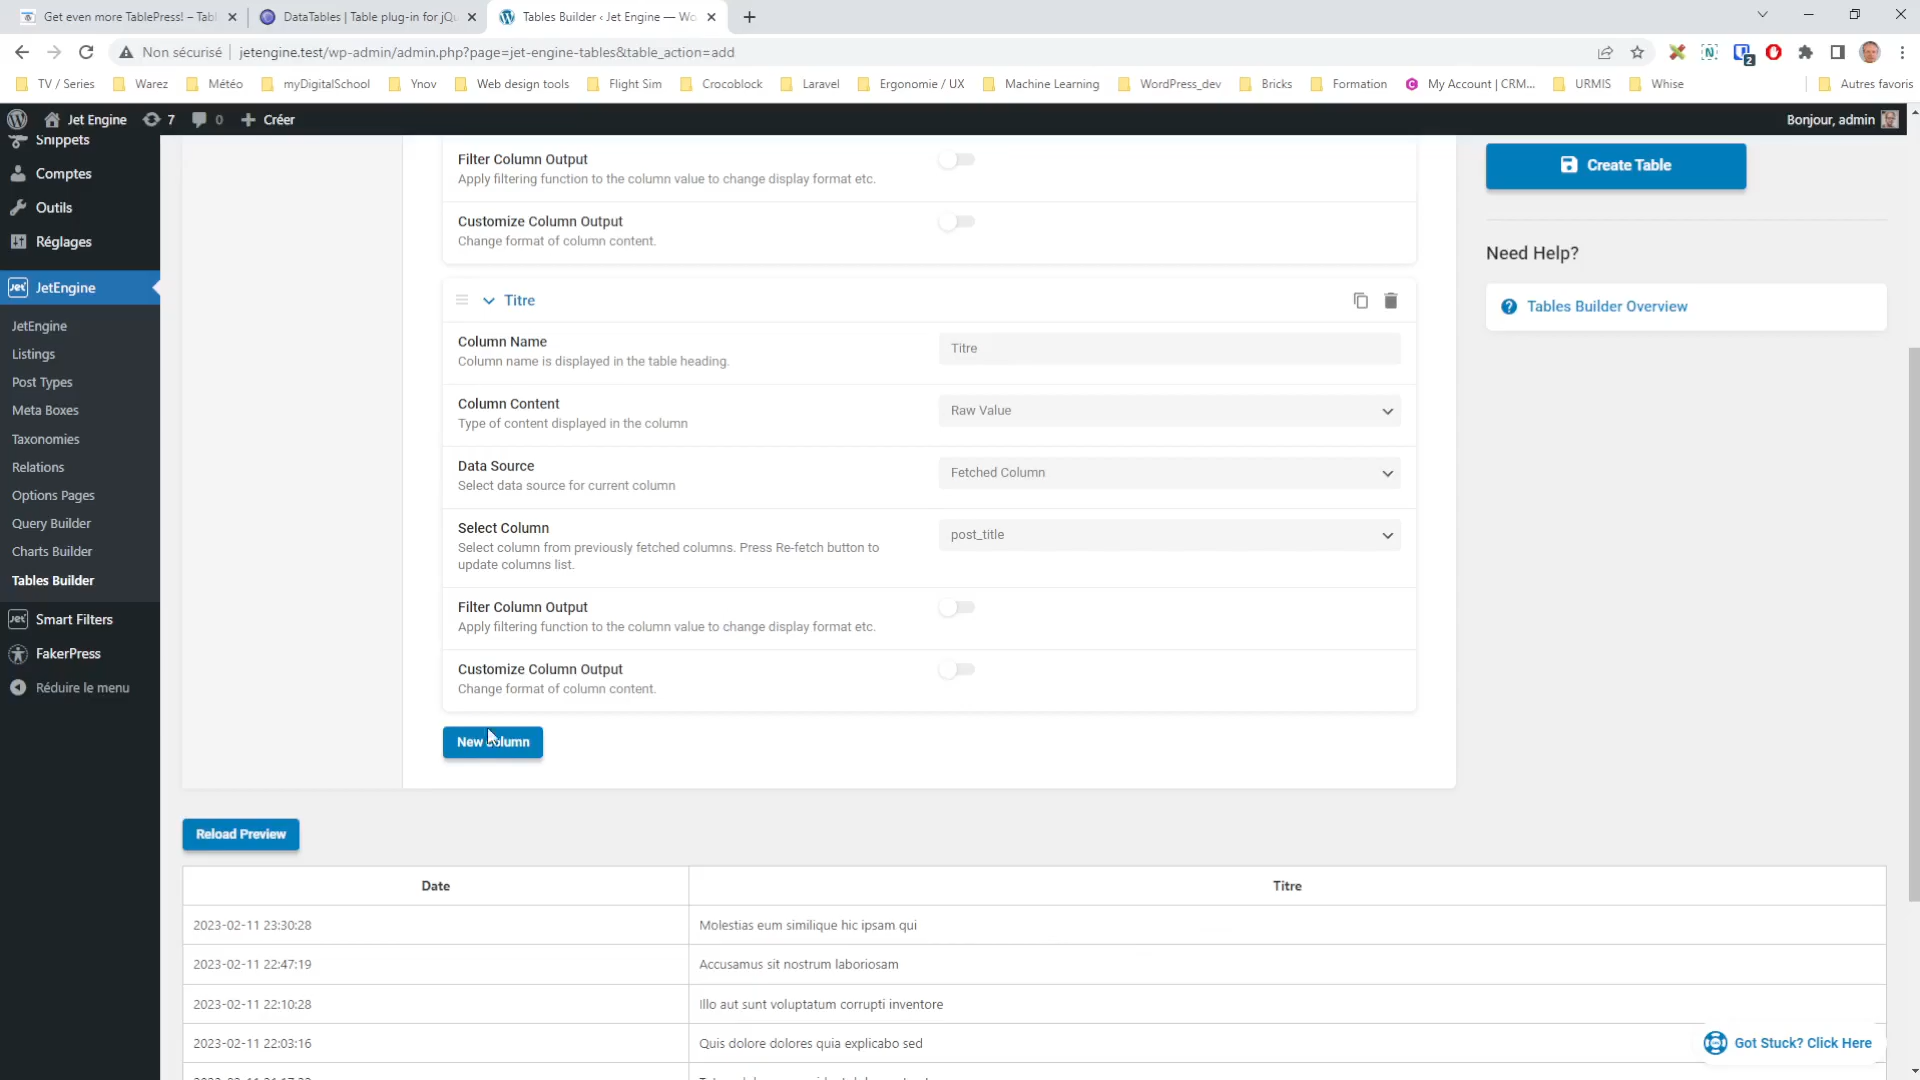 Get even more TablePress! – Tabl
DataTables | Table plug-in for jQu
Tables Builder ‹ Jet Engine — Wo
Non sécurisé
jetengine.test/wp-admin/admin.php?page=jet-engine-tables&table_action=add
2
TV / Series
Warez
Météo
myDigitalSchool
Ynov
Web design tools
Flight Sim
Crocoblock
Laravel
Ergonomie / UX
Machine Learning
WordPress_dev
Bricks
Formation
My Account | CRM...
URMIS
Whise
Autres favoris
Jet Engine
7
0
Créer
Bonjour, admin
Snippets
Comptes
Outils
Réglages
JetEngine
JetEngine
Listings
Post Types
Meta Boxes
Taxonomies
Relations
Options Pages
Query Builder
Charts Builder
Tables Builder
Smart Filters
FakerPress
Réduire le menu
Filter Column Output
Apply filtering function to the column value to change display format etc.
Customize Column Output
Change format of column content.
Titre
Column Name
Column name is displayed in the table heading.
Titre
Column Content
Type of content displayed in the column
Raw Value
Data Source
Select data source for current column
Fetched Column
Select Column
Select column from previously fetched columns. Press Re-fetch button to
update columns list.
post_title
Filter Column Output
Apply filtering function to the column value to change display format etc.
Customize Column Output
Change format of column content.
New Column
Create Table
Need Help?
Tables Builder Overview
Reload Preview
Date
Titre
2023-02-11 23:30:28
Molestias eum similique hic ipsam qui
2023-02-11 22:47:19
Accusamus sit nostrum laboriosam
2023-02-11 22:10:28
Illo aut sunt voluptatum corrupti inventore
2023-02-11 22:03:16
Quis dolore dolores quia explicabo sed
Got Stuck? Click Here